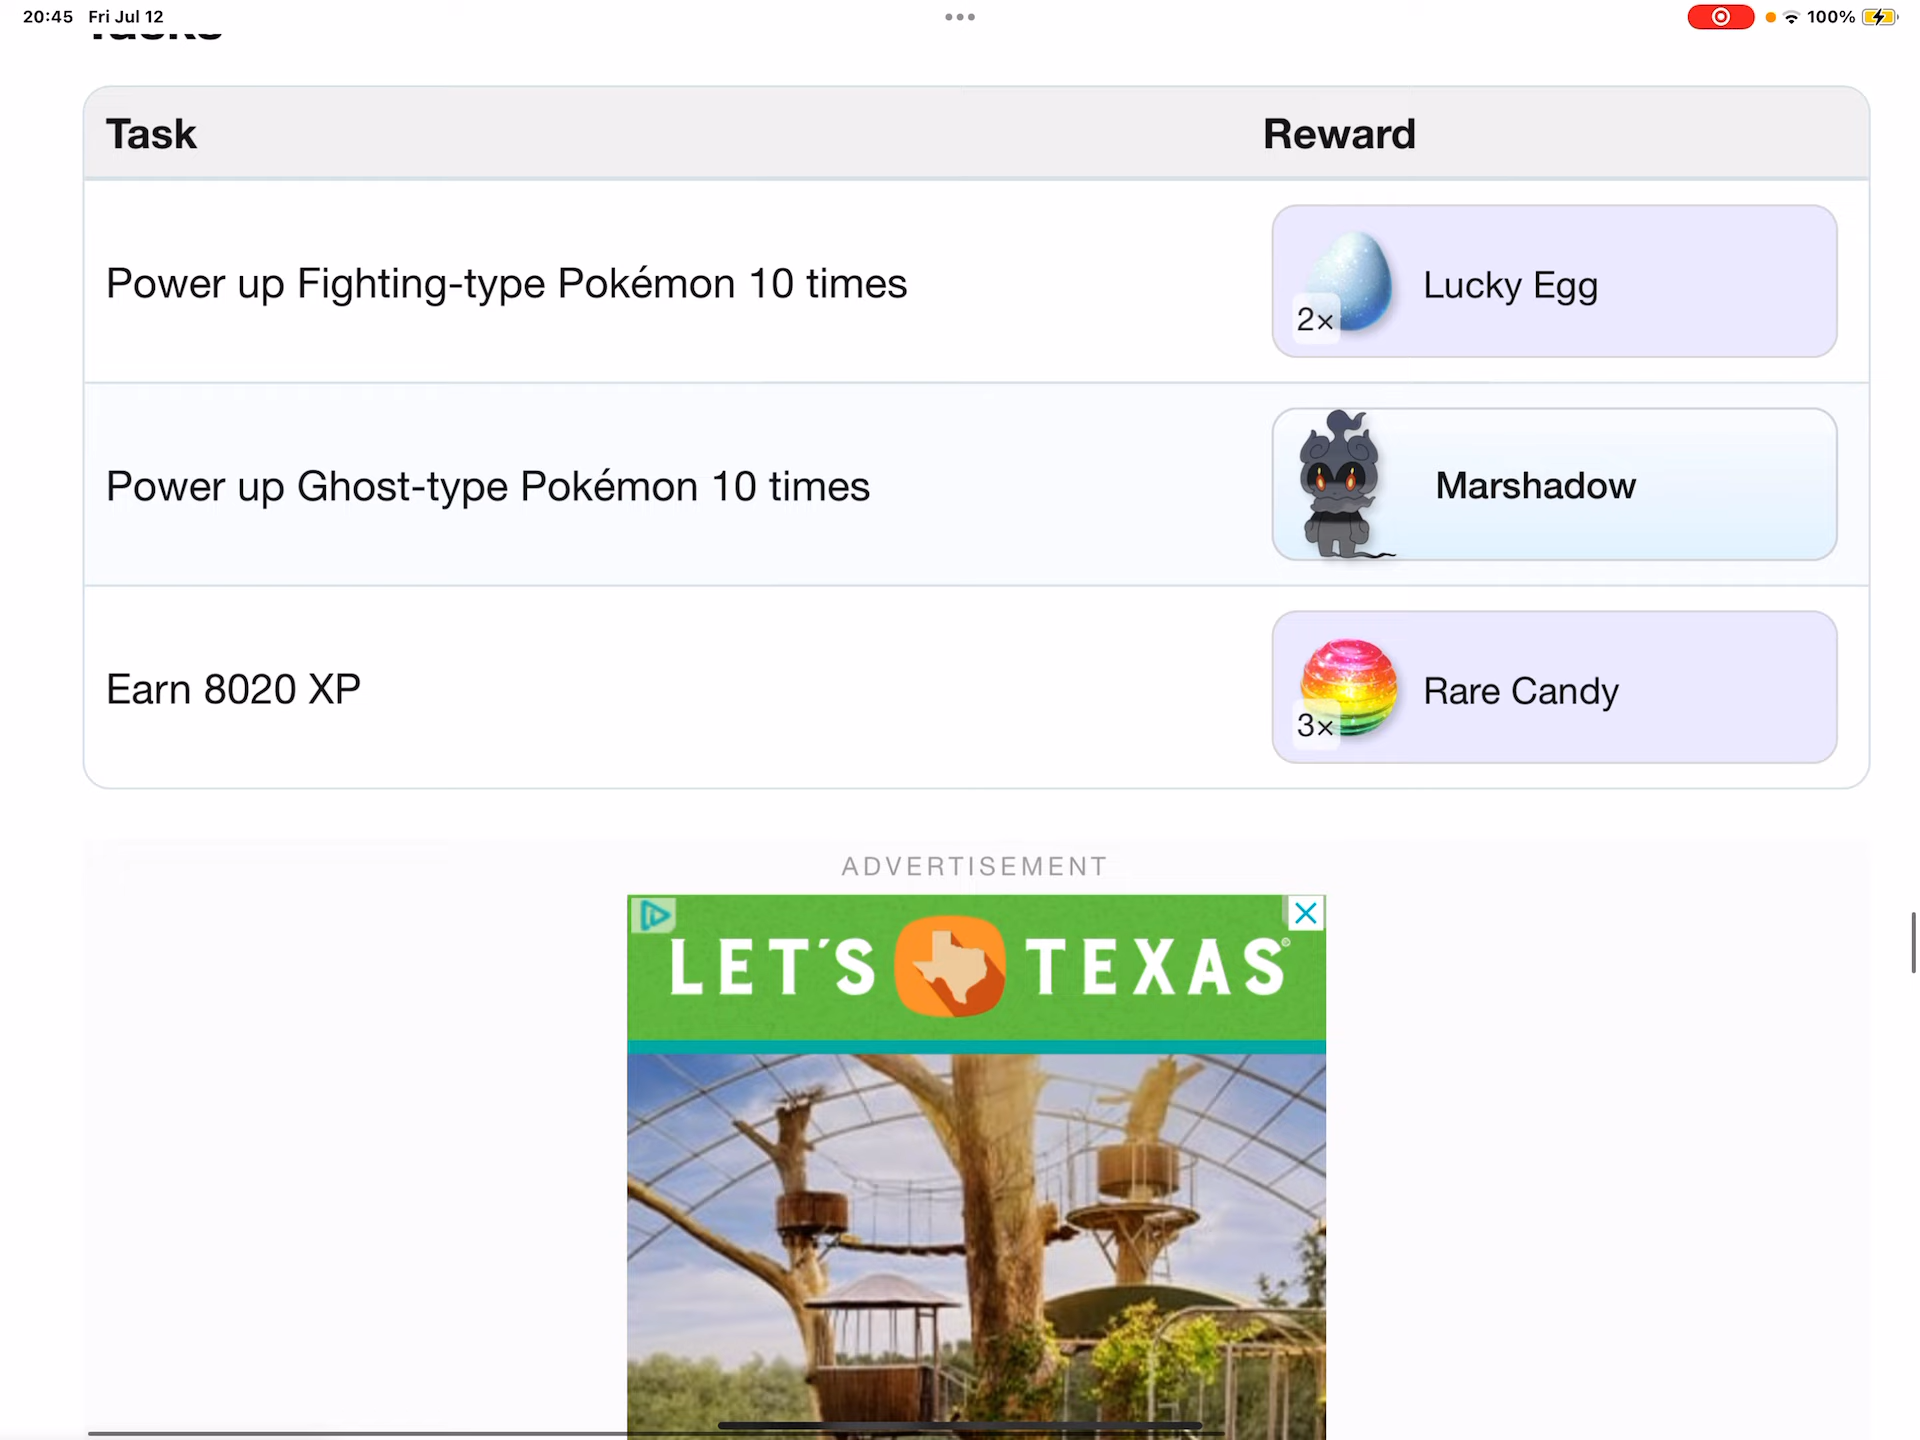 20:45 Fri Jul 12
100%
Tasks
Task Reward
Power up Fighting-type Pokémon 10 times
2× Lucky Egg
Power up Ghost-type Pokémon 10 times
Marshadow
Earn 8020 XP
3× Rare Candy
ADVERTISEMENT
LET'S TEXAS®